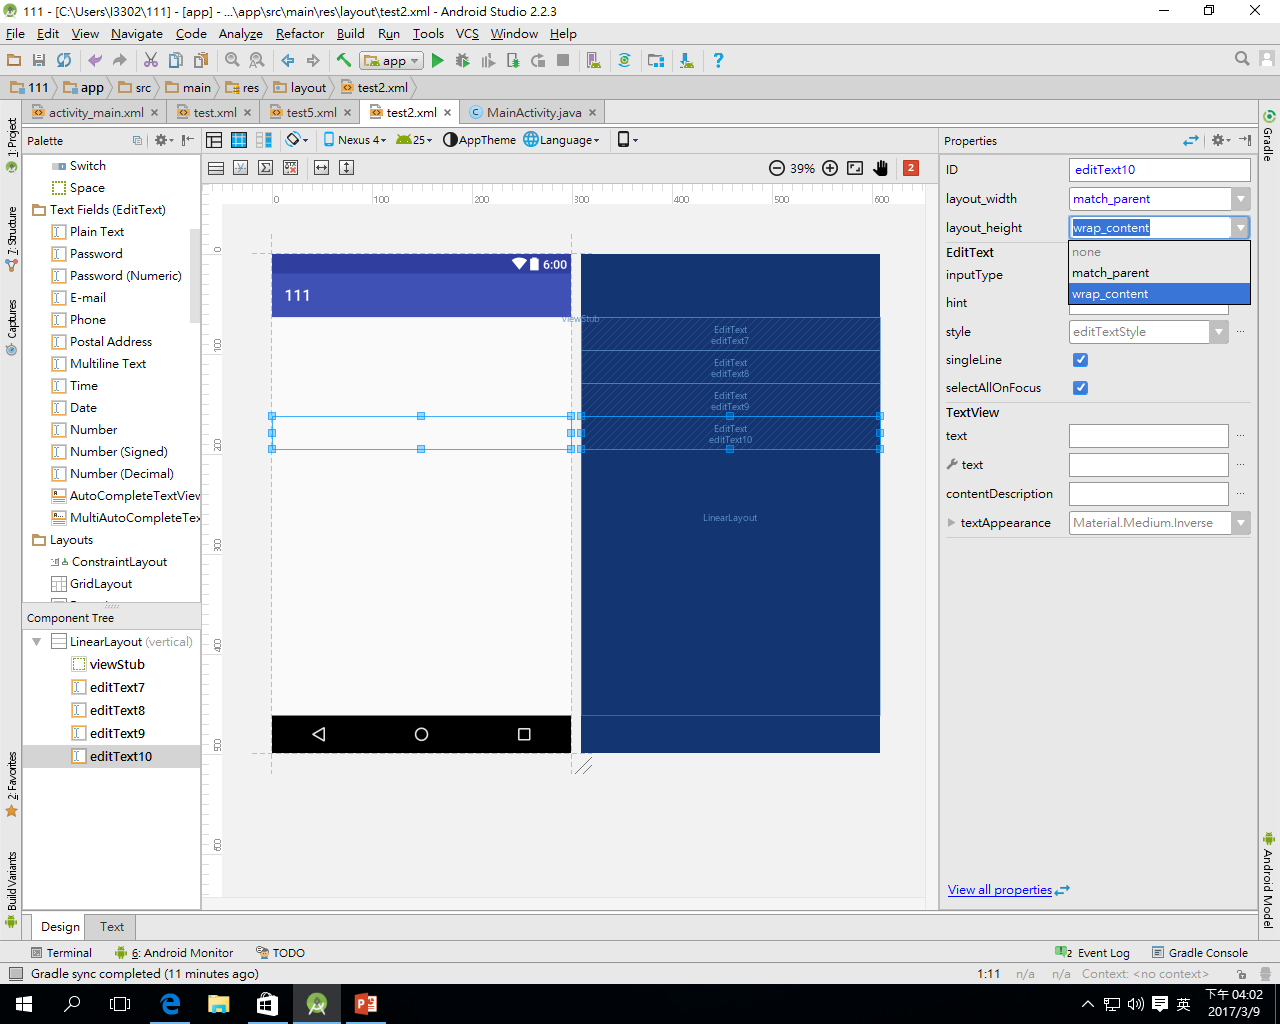 111 - [C:\Users\I3302\111] - [app] - ...\app\src\main\res\layout\test2.xml - Android Studio 2.2.3
File Edit View Navigate Code Analyze Refactor Build Run Tools VCS Window Help
app
111 app src main res layout test2.xml
activity_main.xml test.xml test5.xml test2.xml MainActivity.java
1: Project
7: Structure
Captures
2: Favorites
Build Variants
Palette
Switch
Space
Text Fields (EditText)
Plain Text
Password
Password (Numeric)
E-mail
Phone
Postal Address
Multiline Text
Time
Date
Number
Number (Signed)
Number (Decimal)
AutoCompleteTextView
MultiAutoCompleteTex
Layouts
ConstraintLayout
GridLayout
Component Tree
LinearLayout (vertical)
viewStub
editText7
editText8
editText9
editText10
Nexus 4 25 AppTheme Language
39% 2
0 100 200 300 400 500 600
0
100
200
300
400
500
600
6:00
111
ViewStub
EditText
editText7
EditText
editText8
EditText
editText9
EditText
editText10
LinearLayout
Properties
ID editText10
layout_width match_parent
layout_height wrap_content
none
match_parent
wrap_content
EditText
inputType
hint
style editTextStyle ...
singleLine
selectAllOnFocus
TextView
text ...
text ...
contentDescription ...
textAppearance Material.Medium.Inverse
View all properties
Gradle
Android Model
Design Text
Terminal 6: Android Monitor TODO 2 Event Log Gradle Console
Gradle sync completed (11 minutes ago) 1:11 n/a n/a Context: <no context>
英 下午 04:02
2017/3/9